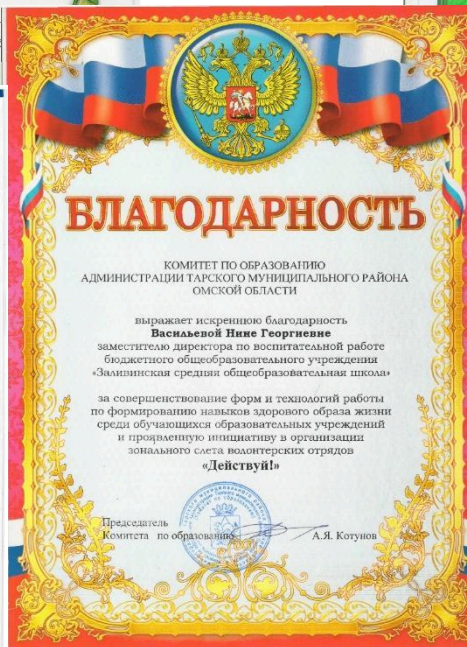 БЛАГОДАРНОСТЬ
КОМИТЕТ ПО ОБРАЗОВАНИЮ
АДМИНИСТРАЦИИ ТАРСКОГО МУНИЦИПАЛЬНОГО РАЙОНА
ОМСКОЙ ОБЛАСТИ
выражает искреннюю благодарность
Васильевой Нине Георгиевне
заместителю директора по воспитательной работе
бюджетного общеобразовательного учреждения
«Заливинская средняя общеобразовательная школа»
за совершенствование форм и технологий работы
по формированию навыков здорового образа жизни
среди обучающихся образовательных учреждений
и проявленную инициативу в организации
зонального слета волонтерских отрядов
«Действуй!»
Председатель
Комитета по образованию А.Я. Котунов